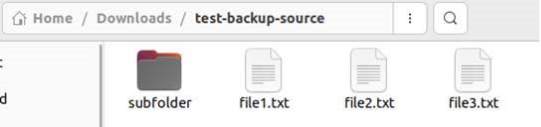 Home / Downloads / test-backup-source
subfolder
file1.txt
file2.txt
file3.txt